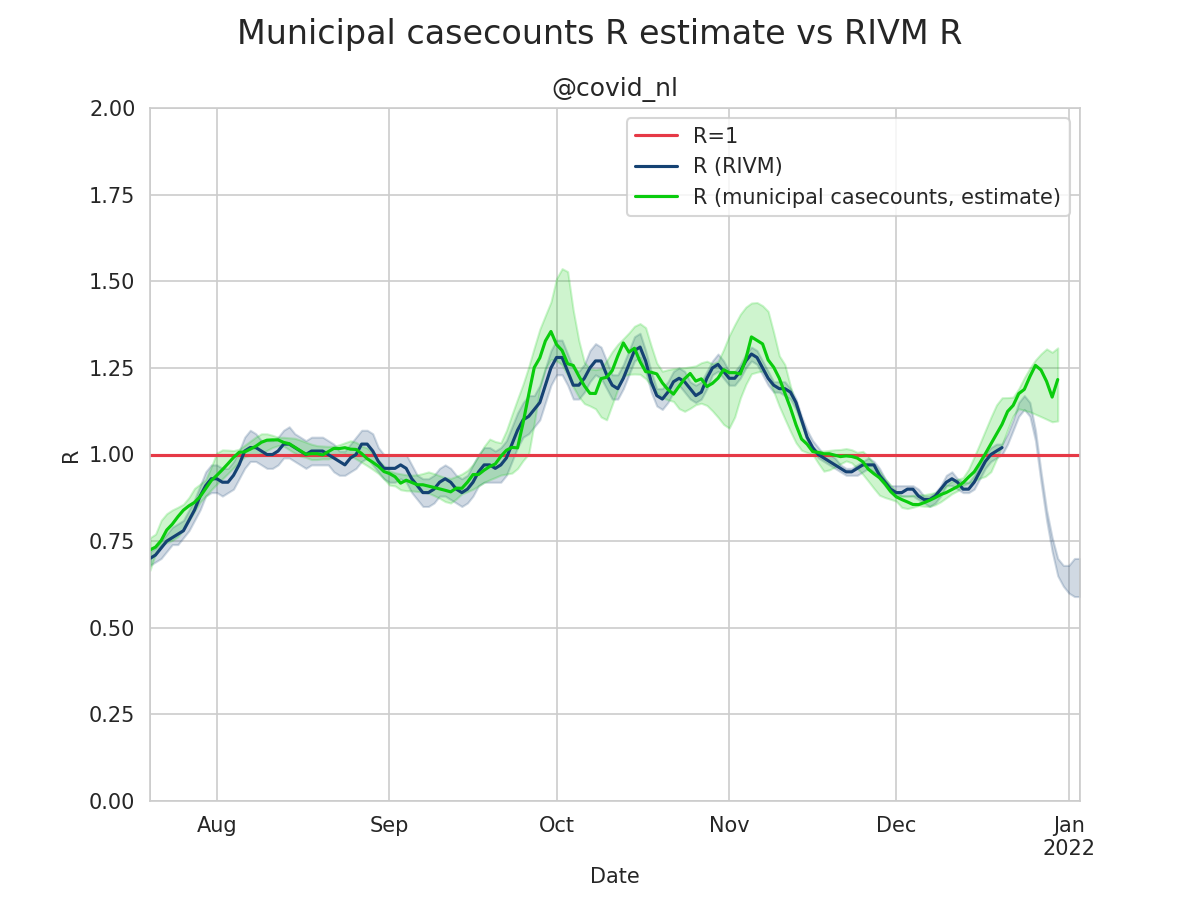 Municipal casecounts R estimate vs RIVM R
@covid_nl
R=1
R (RIVM)
R (municipal casecounts, estimate)
2.00
1.75
1.50
1.25
1.00
0.75
0.50
0.25
0.00
R
Aug Sep Oct Nov Dec Jan
2022
Date